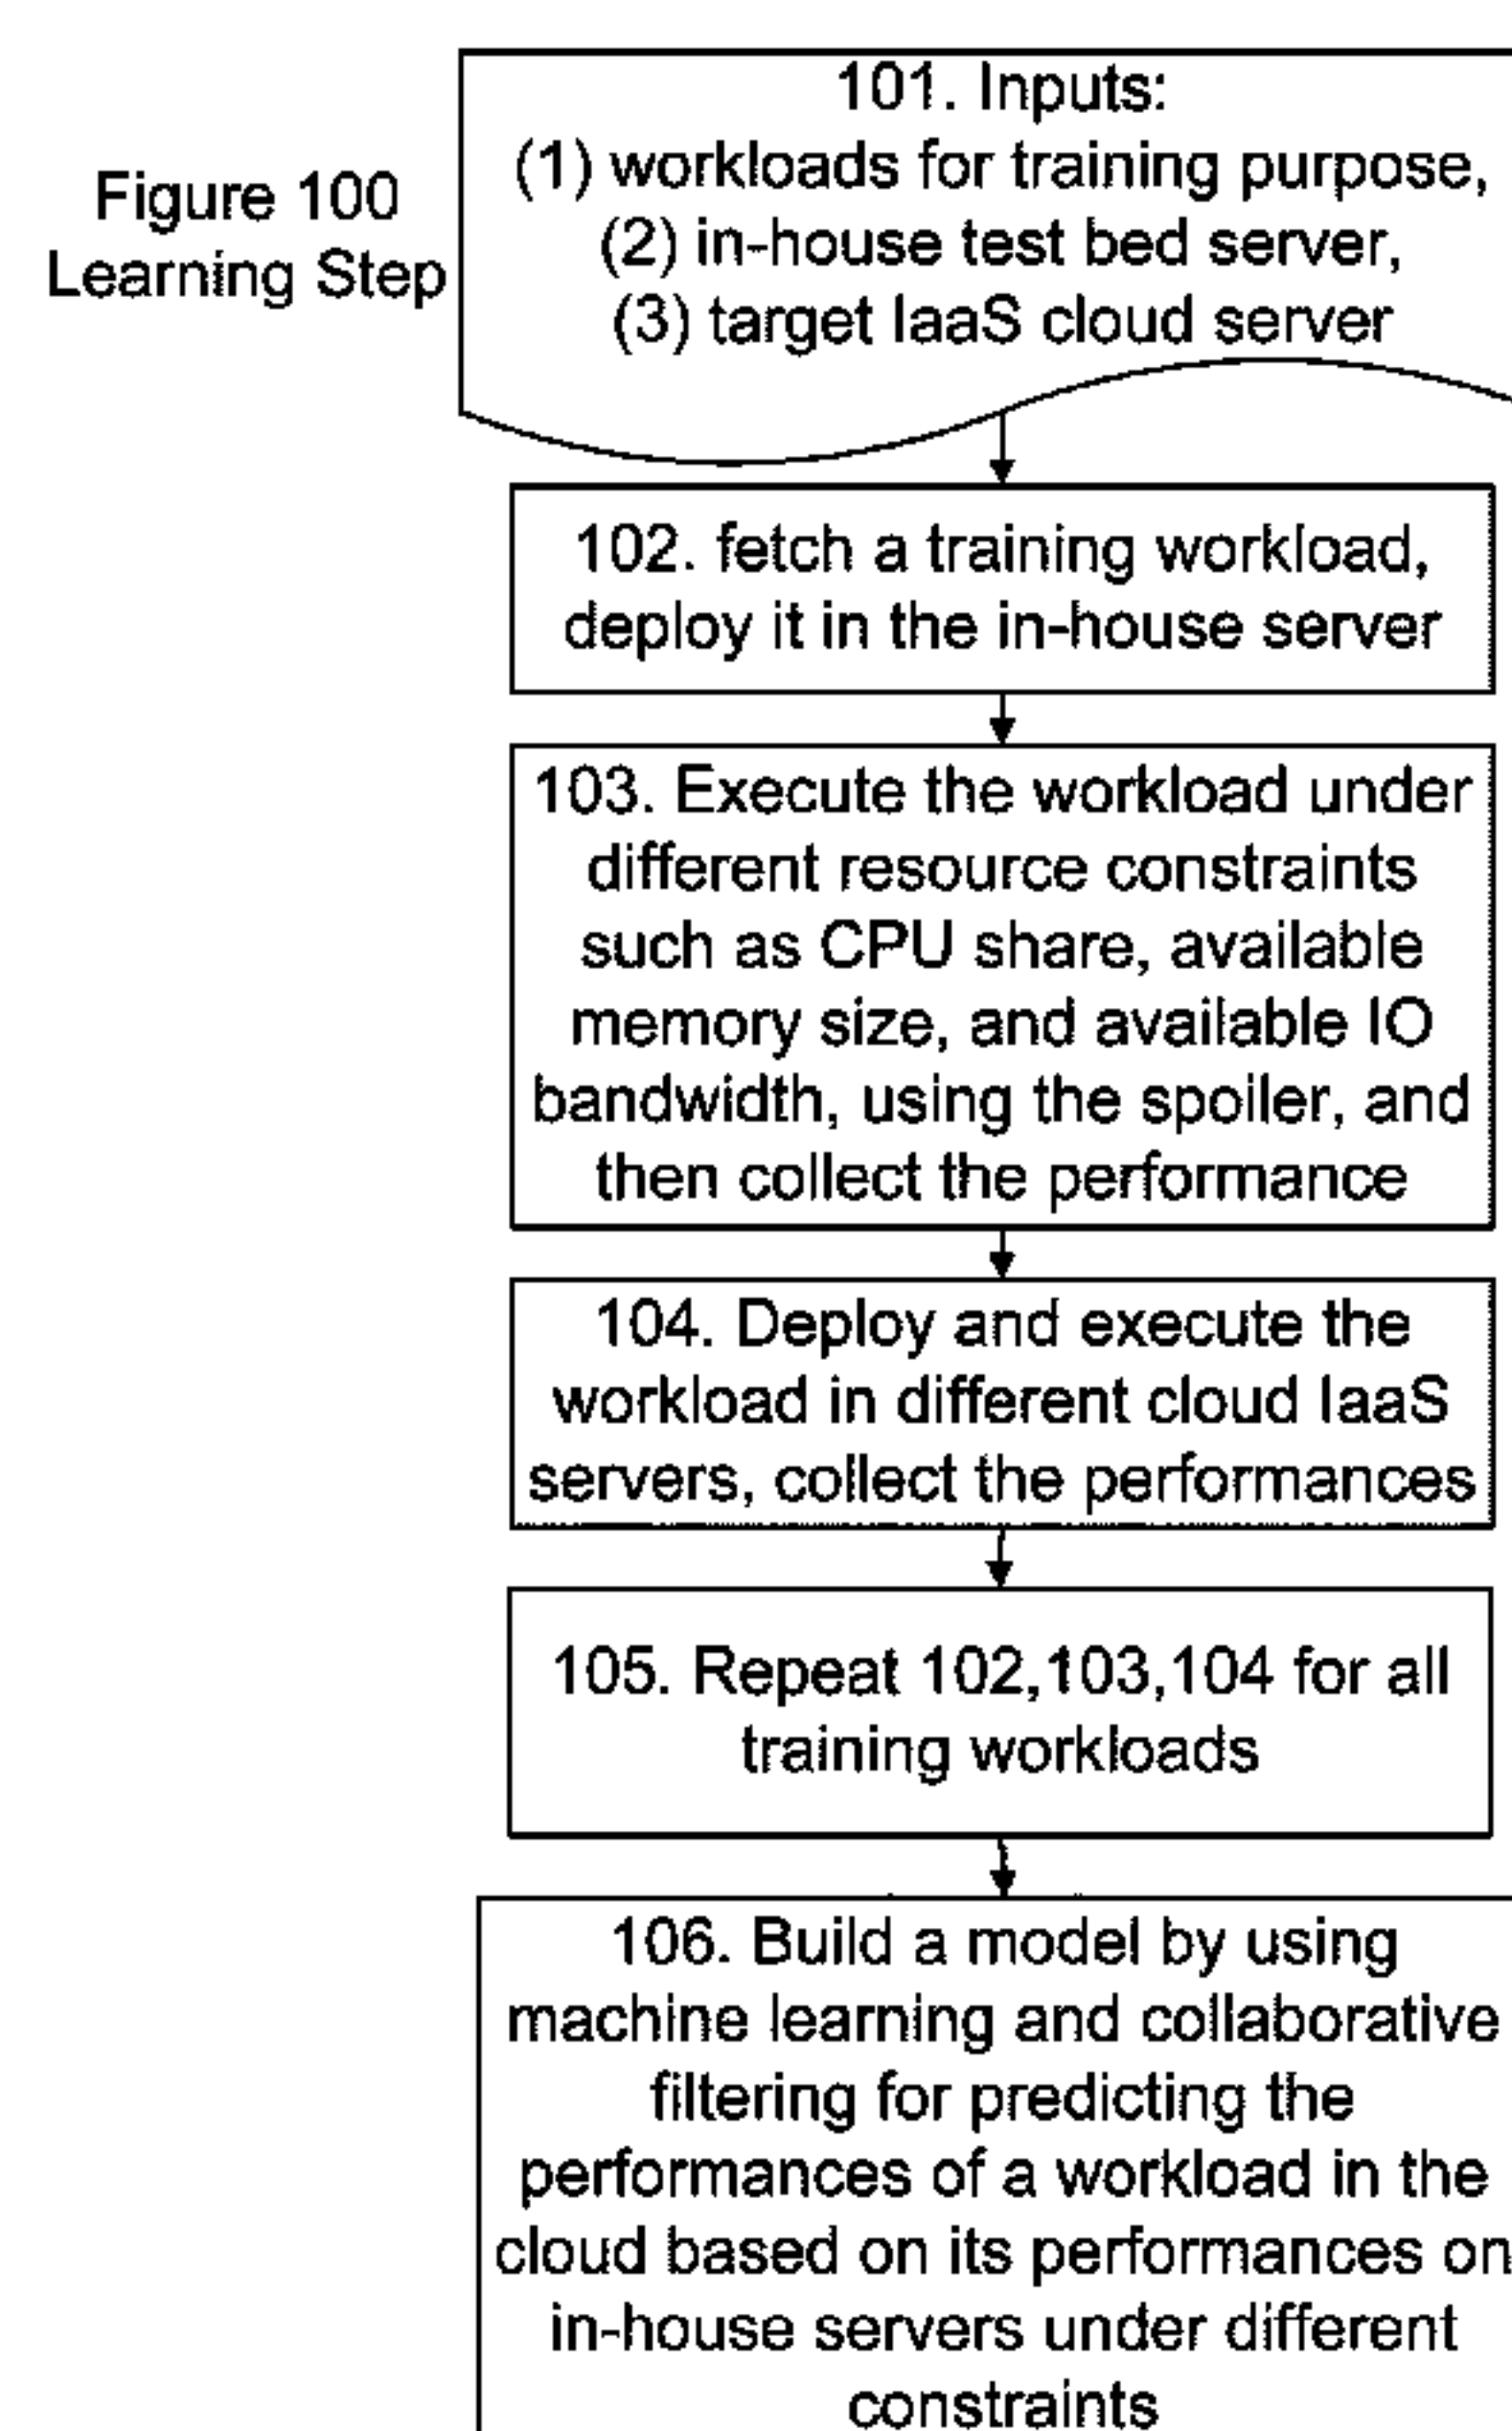 Figure 100
Learning Step
101. Inputs:
(1) workloads for training purpose,
(2) in-house test bed server,
(3) target IaaS cloud server
102. fetch a training workload,
deploy it in the in-house server
103. Execute the workload under
different resource constraints
such as CPU share, available
memory size, and available IO
bandwidth, using the spoiler, and
then collect the performance
104. Deploy and execute the
workload in different cloud IaaS
servers, collect the performances
105. Repeat 102,103,104 for all
training workloads
106. Build a model by using
machine learning and collaborative
filtering for predicting the
performances of a workload in the
cloud based on its performances on
in-house servers under different
constraints